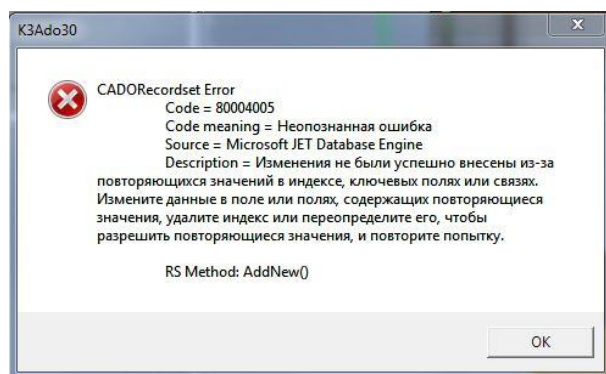 K3Ado30
CADORecordset Error
Code = 80004005
Code meaning = Неопознанная ошибка
Source = Microsoft JET Database Engine
Description = Изменения не были успешно внесены из-за
повторяющихся значений в индексе, ключевых полях или связях.
Измените данные в поле или полях, содержащих повторяющиеся
значения, удалите индекс или переопределите его, чтобы
разрешить повторяющиеся значения, и повторите попытку.
RS Method: AddNew()
OK